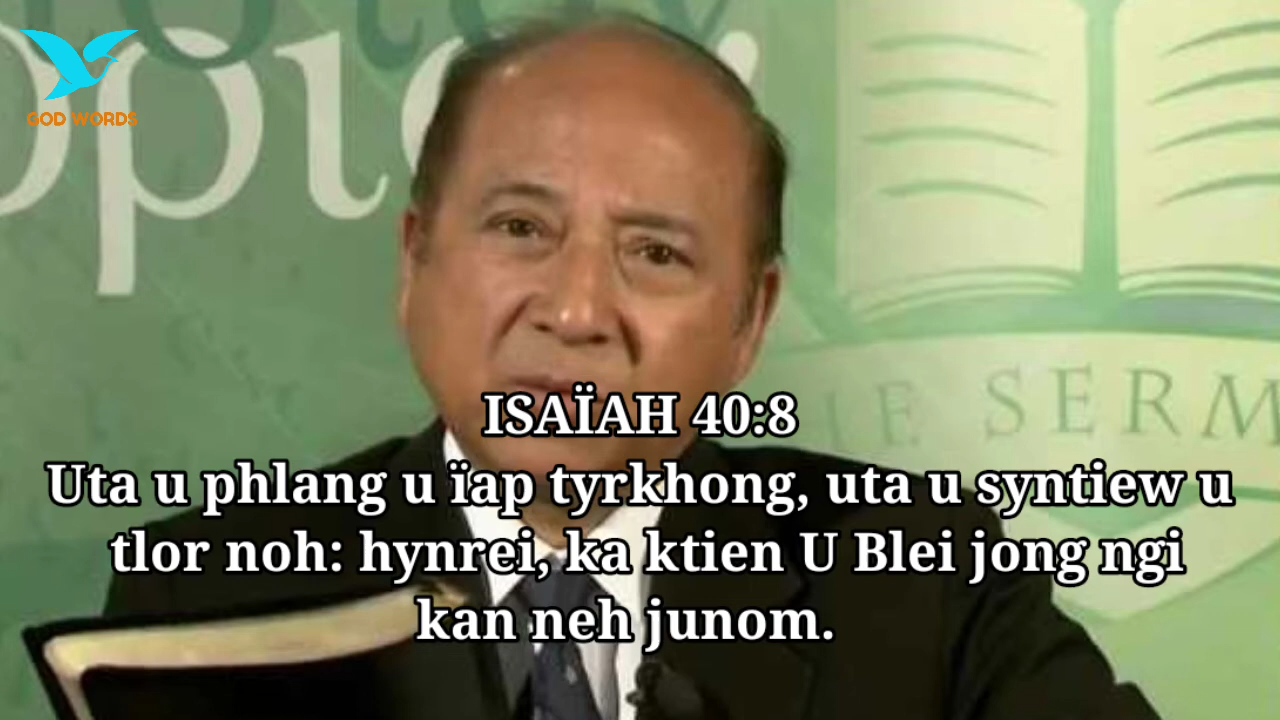 GOD WORDS
ISAÏAH 40:8
Uta u phlang u ïap tyrkhong, uta u syntiew u
tlor noh: hynrei, ka ktien U Blei jong ngi
kan neh junom.
SERM